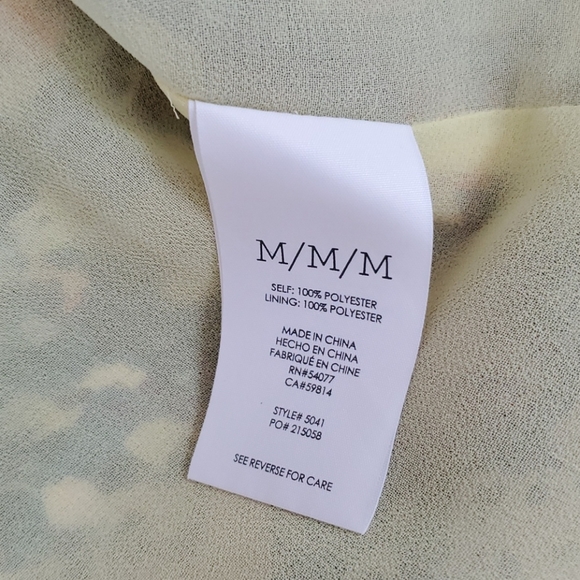 M/M/M
SELF: 100% POLYESTER
LINING: 100% POLYESTER
MADE IN CHINA
HECHO EN CHINA
FABRIQUÉ EN CHINE
RN#54077
CA#59814
STYLE# 5041
PO# 215058
SEE REVERSE FOR CARE